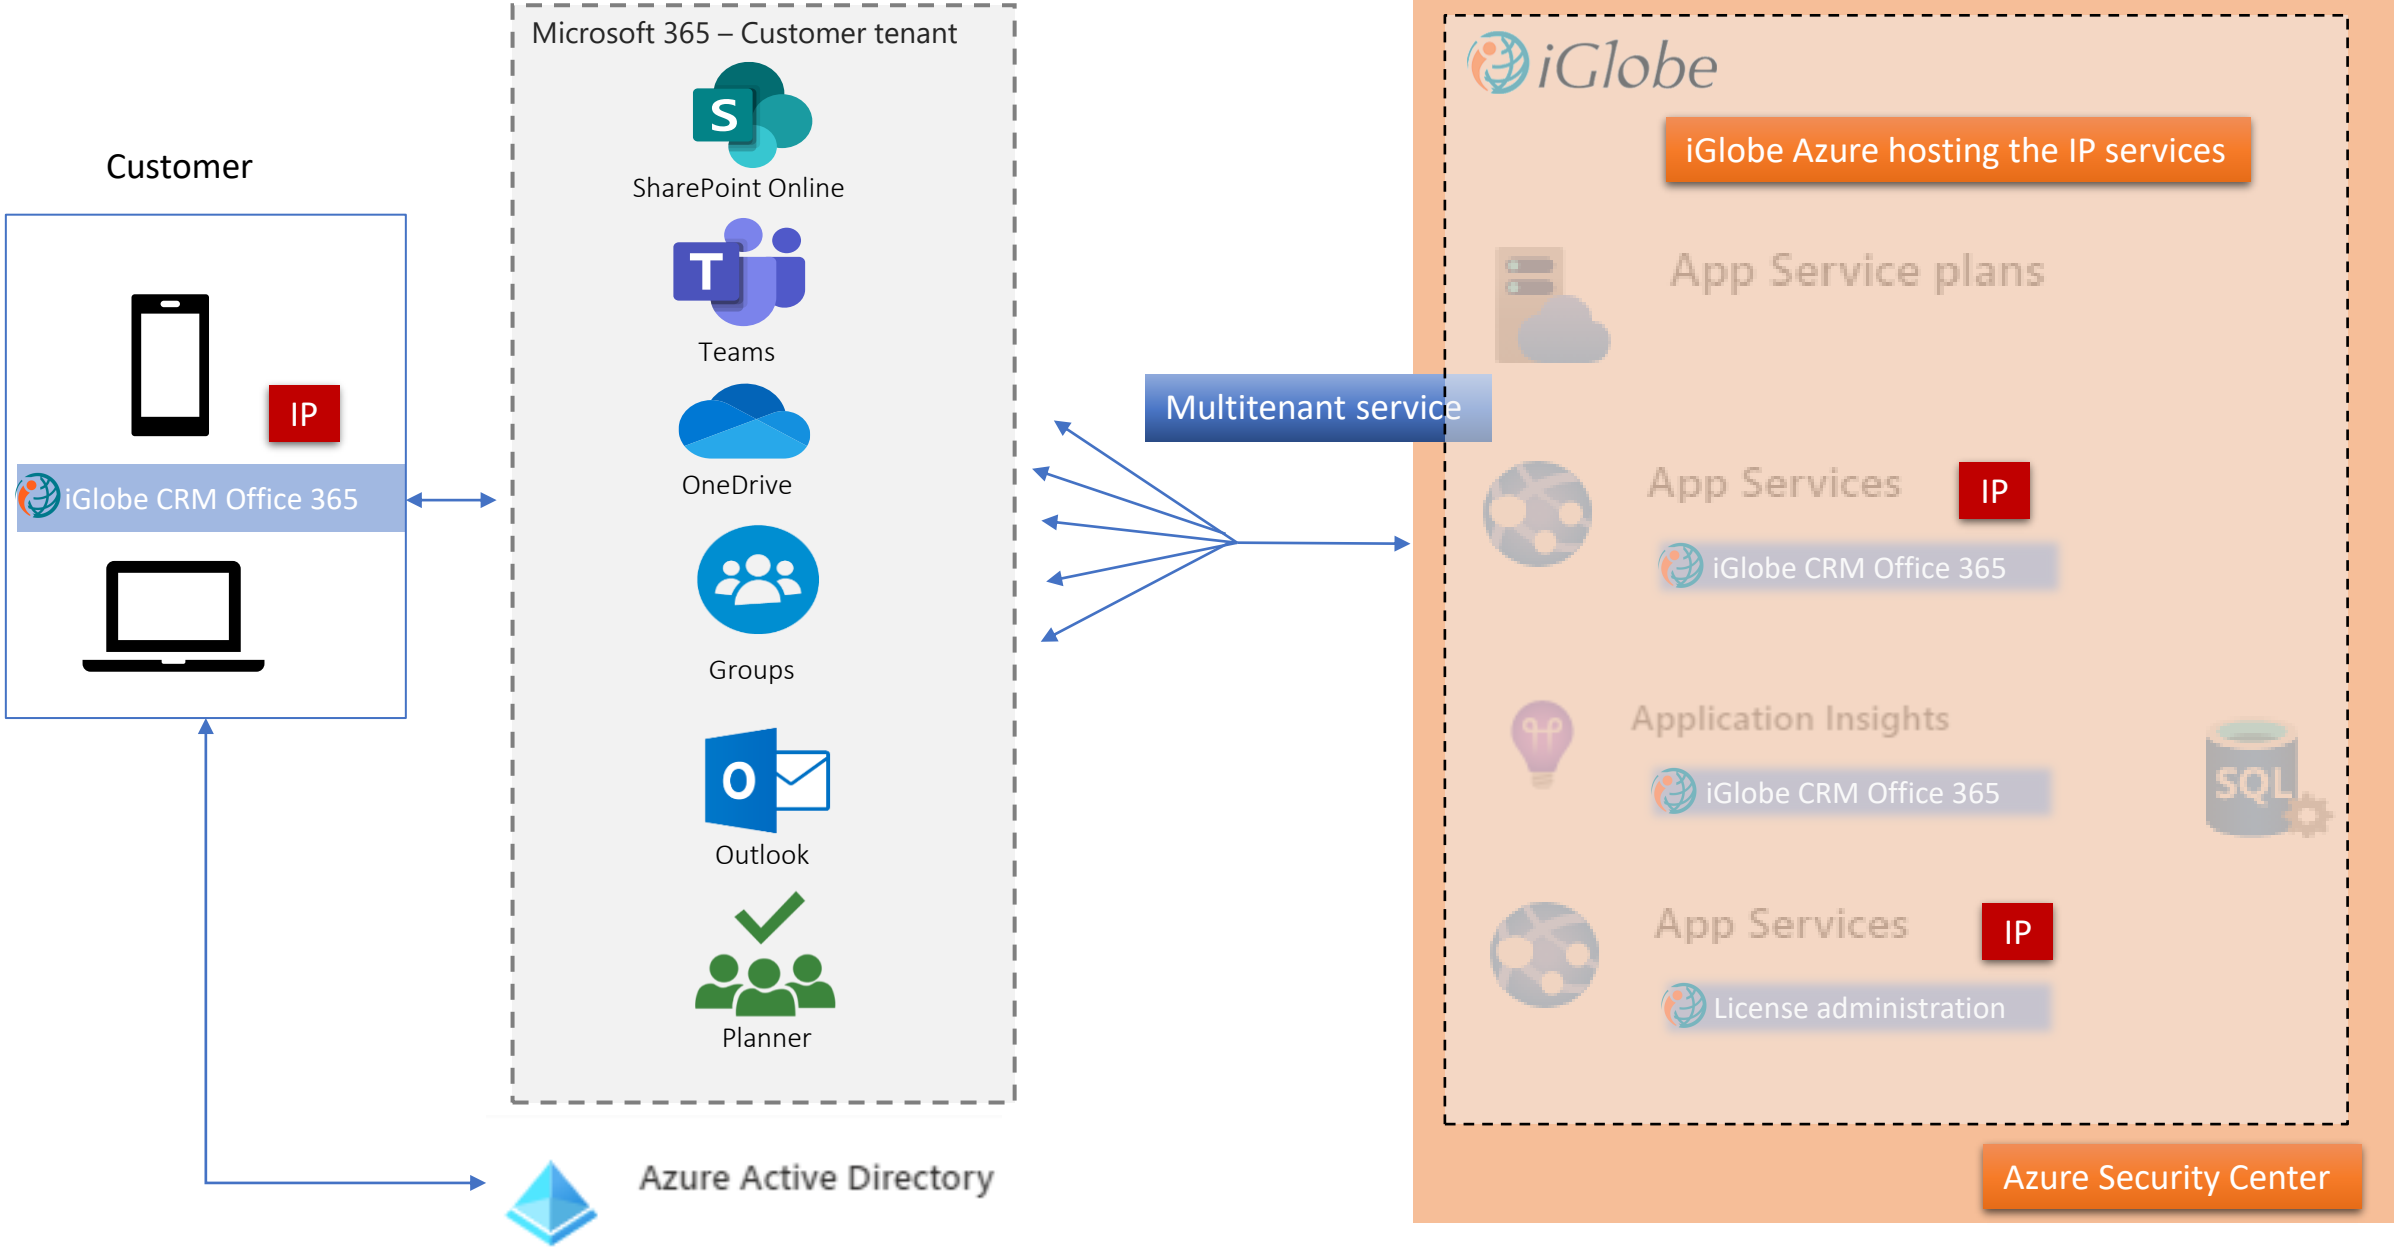 Customer
IP
iGlobe CRM Office 365
Microsoft 365 – Customer tenant
S
SharePoint Online
T
Teams
OneDrive
Groups
O
Outlook
Planner
Azure Active Directory
Multitenant service
iGlobe
iGlobe Azure hosting the IP services
App Service plans
App Services
IP
iGlobe CRM Office 365
Application Insights
iGlobe CRM Office 365
SQL
App Services
IP
License administration
Azure Security Center